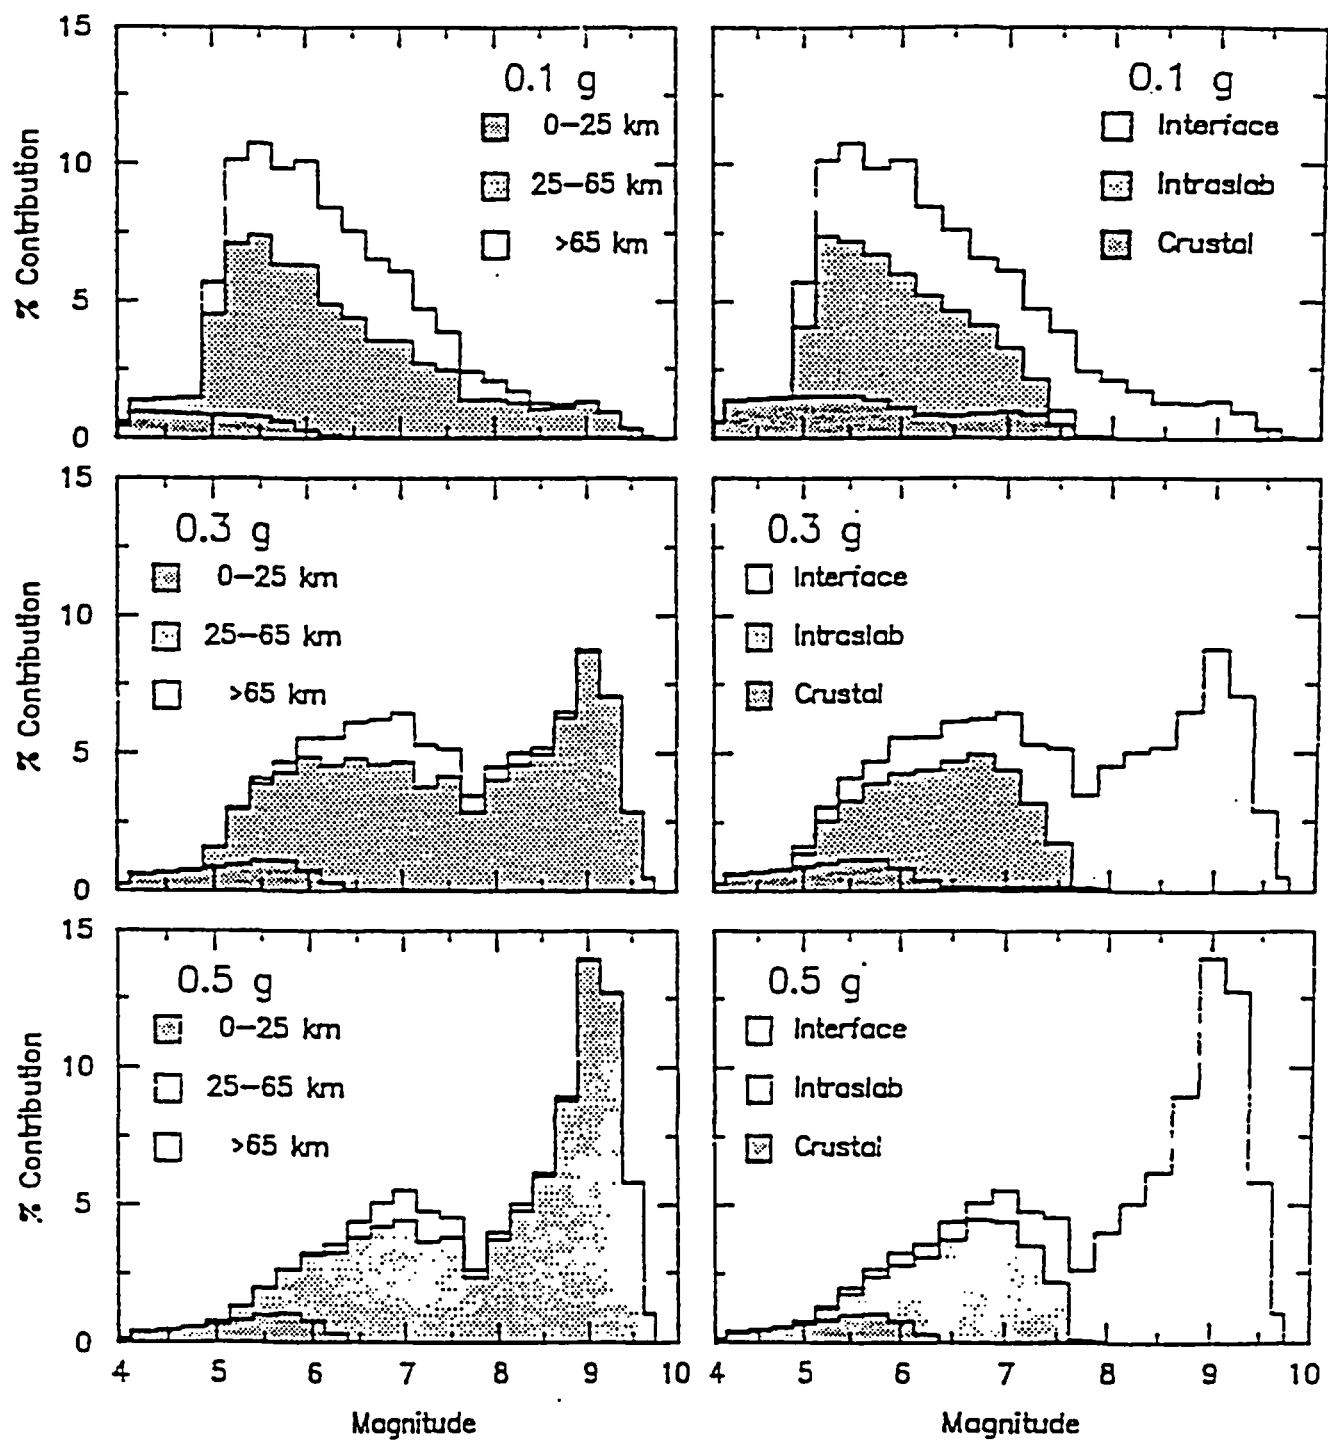 15
10
5
0
% Contribution
0.1 g
0-25 km
25-65 km
>65 km
0.1 g
Interface
Intraslab
Crustal
15
10
5
0
% Contribution
0.3 g
0-25 km
25-65 km
>65 km
0.3 g
Interface
Intraslab
Crustal
15
10
5
0
% Contribution
0.5 g
0-25 km
25-65 km
>65 km
0.5 g
Interface
Intraslab
Crustal
4 5 6 7 8 9 10
4 5 6 7 8 9 10
Magnitude
Magnitude